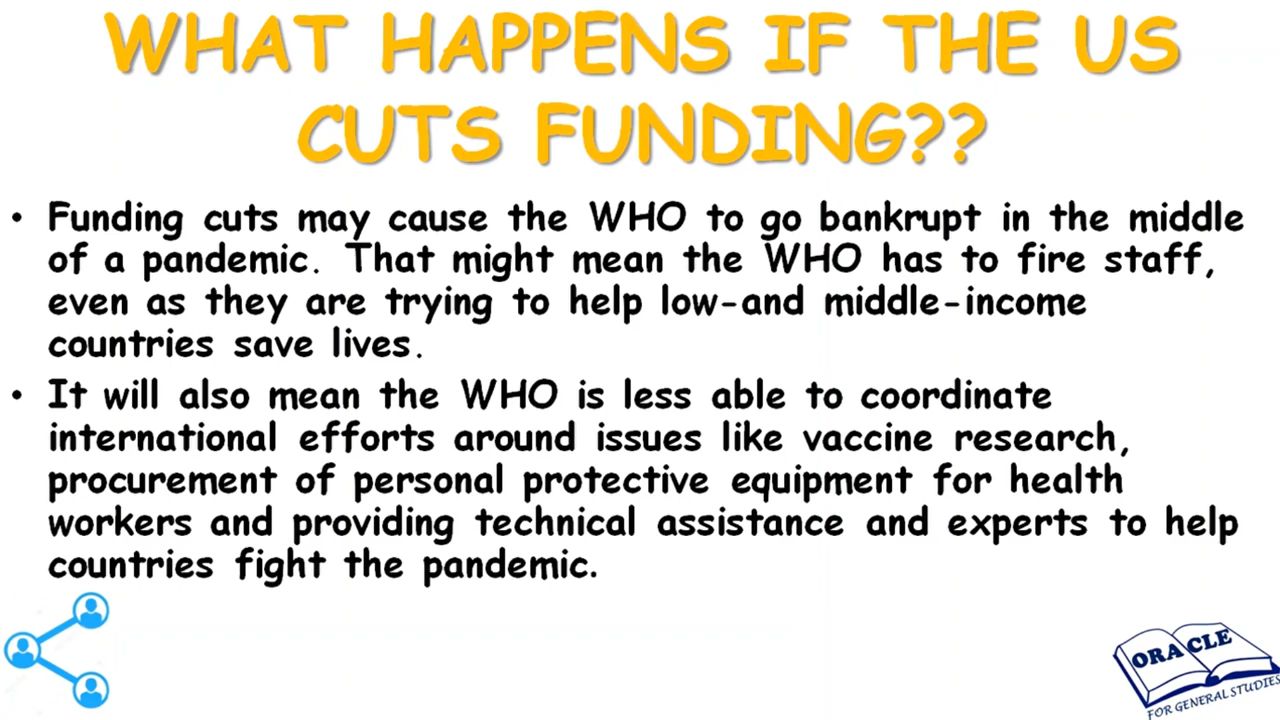 WHAT HAPPENS IF THE US
CUTS FUNDING??
• Funding cuts may cause the WHO to go bankrupt in the middle
of a pandemic. That might mean the WHO has to fire staff,
even as they are trying to help low-and middle-income
countries save lives.
• It will also mean the WHO is less able to coordinate
international efforts around issues like vaccine research,
procurement of personal protective equipment for health
workers and providing technical assistance and experts to help
countries fight the pandemic.
ORACLE
FOR GENERAL STUDIES